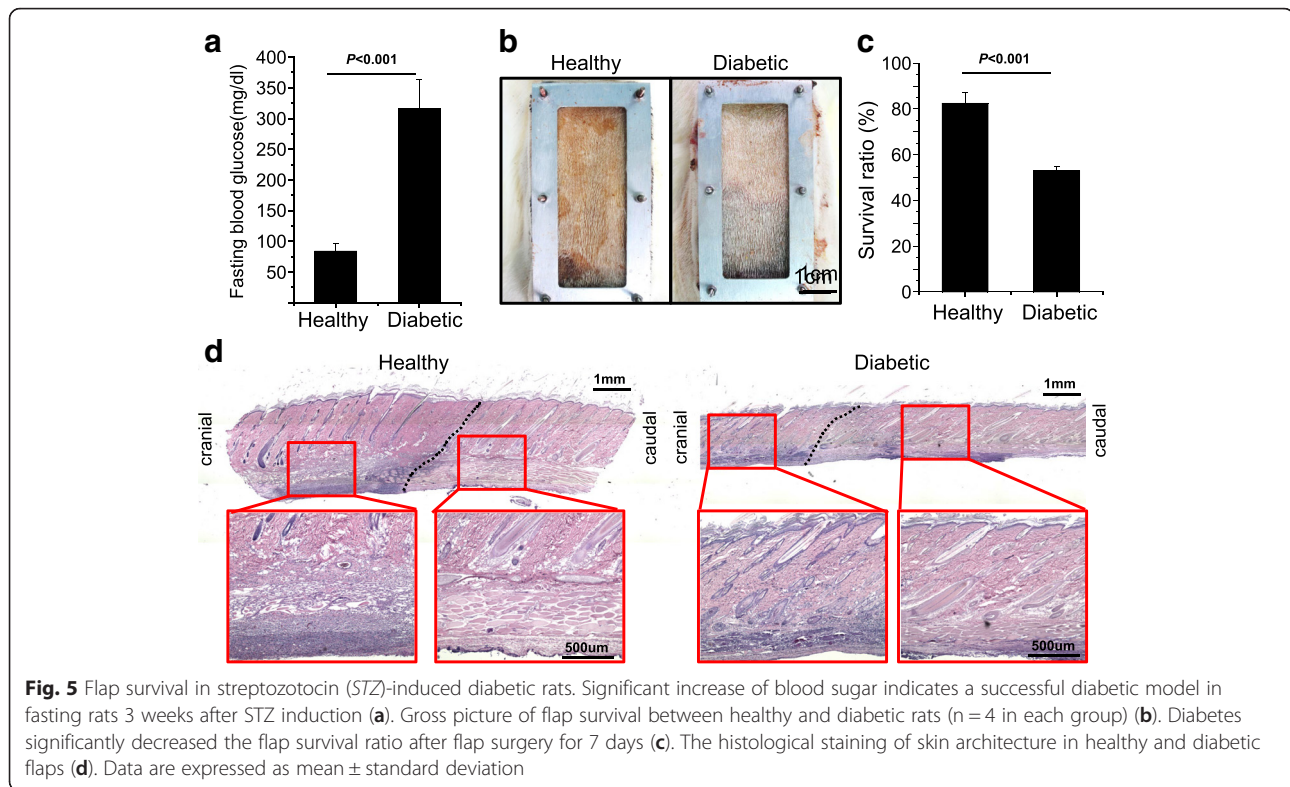 a
P<0.001
400
350
300
250
200
150
100
50
Fasting blood glucose(mg/dl)
Healthy
Diabetic
b
Healthy
Diabetic
1cm
1cm
c
P<0.001
100
80
60
40
20
0
Survival ratio (%)
Healthy
Diabetic
d
Healthy
1mm
cranial
caudal
500um
Diabetic
1mm
cranial
caudal
500um
Fig. 5 Flap survival in streptozotocin (STZ)-induced diabetic rats. Significant increase of blood sugar indicates a successful diabetic model in
fasting rats 3 weeks after STZ induction (a). Gross picture of flap survival between healthy and diabetic rats (n = 4 in each group) (b). Diabetes
significantly decreased the flap survival ratio after flap surgery for 7 days (c). The histological staining of skin architecture in healthy and diabetic
flaps (d). Data are expressed as mean ± standard deviation